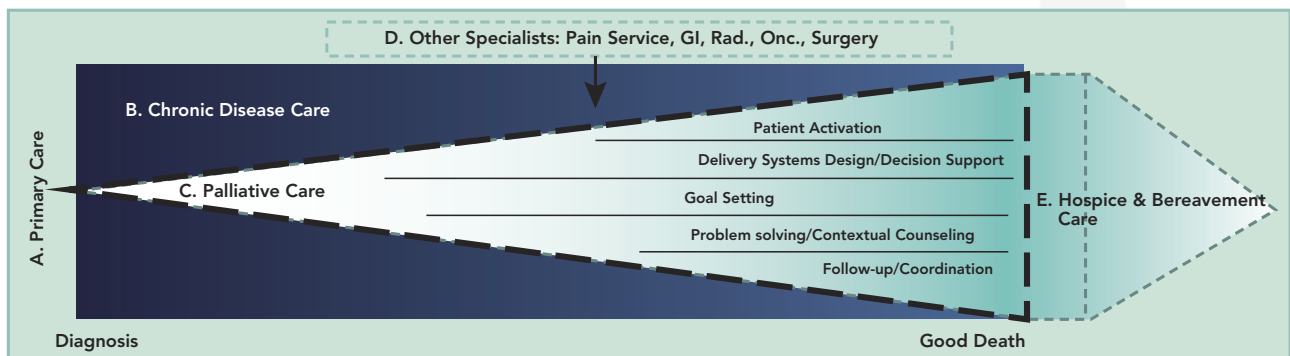 D. Other Specialists: Pain Service, GI, Rad., Onc., Surgery
B. Chronic Disease Care
A. Primary Care
C. Palliative Care
Patient Activation
Delivery Systems Design/Decision Support
Goal Setting
Problem solving/Contextual Counseling
Follow-up/Coordination
E. Hospice & Bereavement
Care
Diagnosis
Good Death